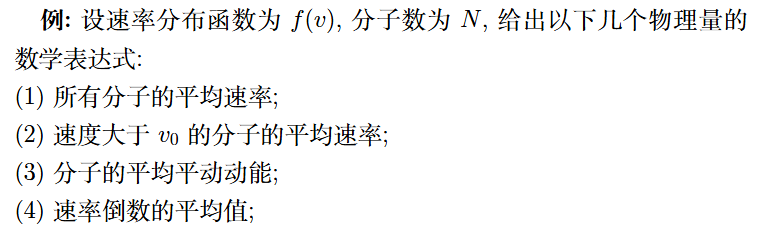 例: 设速率分布函数为 f(v), 分子数为 N, 给出以下几个物理量的
数学表达式:
(1) 所有分子的平均速率;
(2) 速度大于 v₀ 的分子的平均速率;
(3) 分子的平均平动动能;
(4) 速率倒数的平均值;